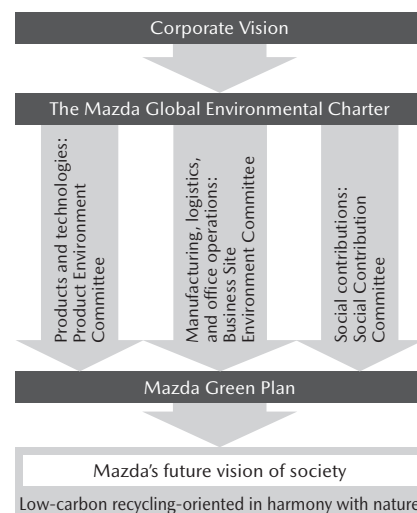 Corporate Vision
The Mazda Global Environmental Charter
Products and technologies:
Product Environment
Committee
Manufacturing, logistics,
and office operations:
Business Site
Environment Committee
Social contributions:
Social Contribution
Committee
Mazda Green Plan
Mazda’s future vision of society
Low-carbon recycling-oriented in harmony with nature